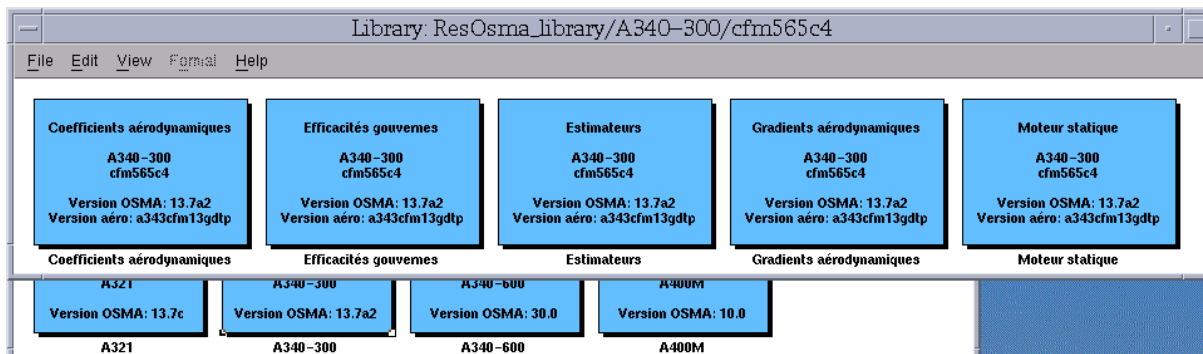 Library: ResOsma_library/A340-300/cfm565c4
File Edit View Format Help
Coefficients aérodynamiques
A340-300
cfm565c4
Version OSMA: 13.7a2
Version aéro: a343cfm13gdtp
Coefficients aérodynamiques
Efficacités gouvernes
A340-300
cfm565c4
Version OSMA: 13.7a2
Version aéro: a343cfm13gdtp
Efficacités gouvernes
Estimateurs
A340-300
cfm565c4
Version OSMA: 13.7a2
Version aéro: a343cfm13gdtp
Estimateurs
Gradients aérodynamiques
A340-300
cfm565c4
Version OSMA: 13.7a2
Version aéro: a343cfm13gdtp
Gradients aérodynamiques
Moteur statique
A340-300
cfm565c4
Version OSMA: 13.7a2
Version aéro: a343cfm13gdtp
Moteur statique
A321
Version OSMA: 13.7c
A321
A340-300
Version OSMA: 13.7a2
A340-300
A340-600
Version OSMA: 30.0
A340-600
A400M
Version OSMA: 10.0
A400M